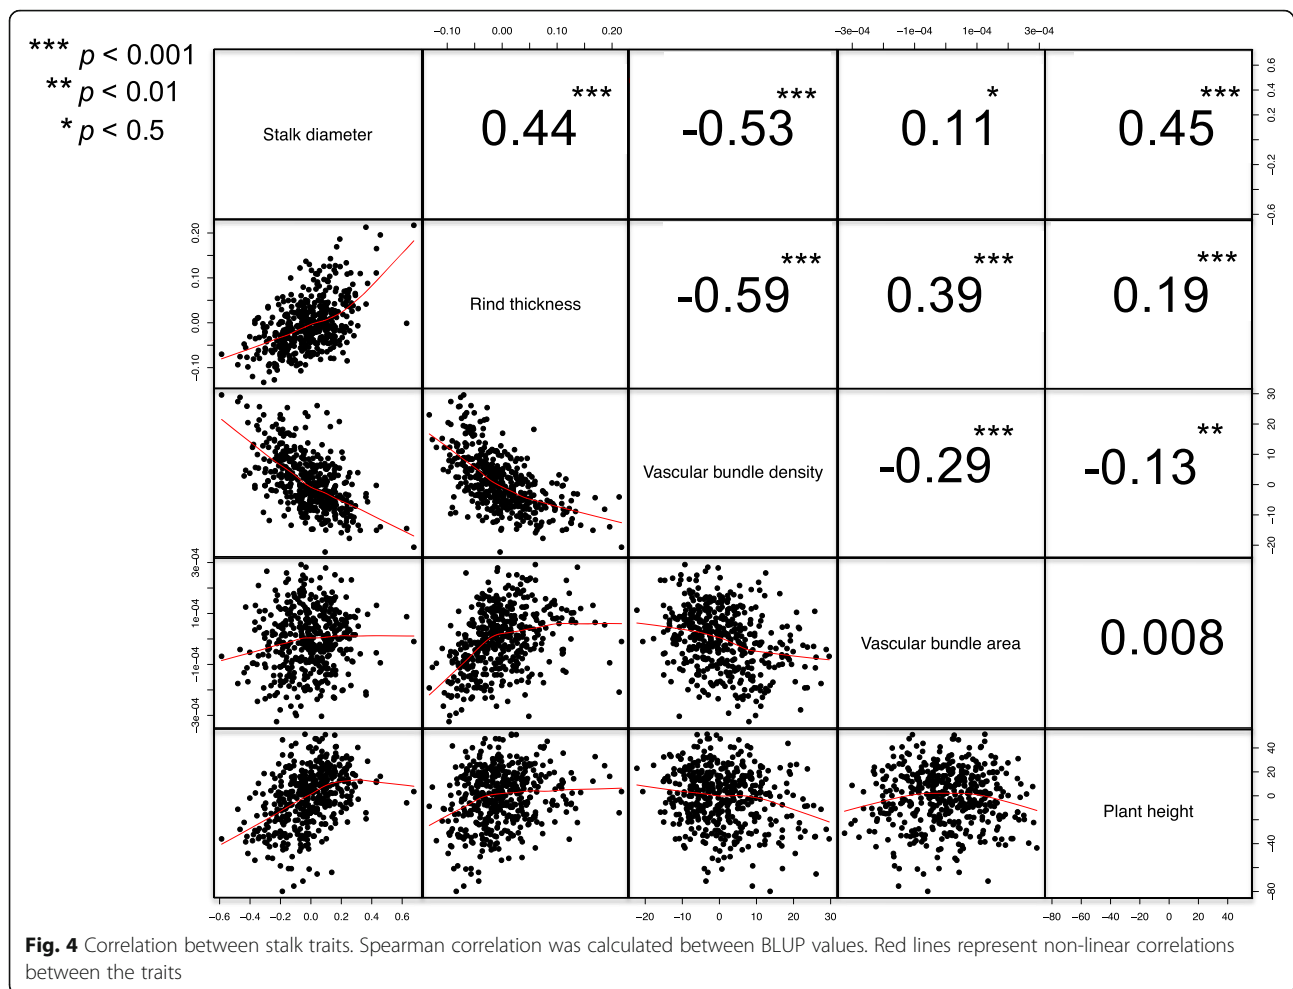 -0.10 0.00 0.10 0.20 -3e-04 -1e-04 1e-04 3e-04
*** p < 0.001
** p < 0.01
* p < 0.5
Stalk diameter 0.44*** -0.53*** 0.11* 0.45***
-0.6 -0.2 0.2 0.4 0.6
-0.10 0.00 0.10 0.20
Rind thickness -0.59*** 0.39*** 0.19***
Vascular bundle density -0.29*** -0.13**
-20 -10 0 10 20 30
-3e-04 -1e-04 1e-04 3e-04
Vascular bundle area 0.008
Plant height
-80 -40 0 20 40
-0.6 -0.2 0.0 0.2 0.4 0.6 -20 -10 0 10 20 30 -80 -60 -40 -20 0 20 40
Fig. 4 Correlation between stalk traits. Spearman correlation was calculated between BLUP values. Red lines represent non-linear correlations
between the traits